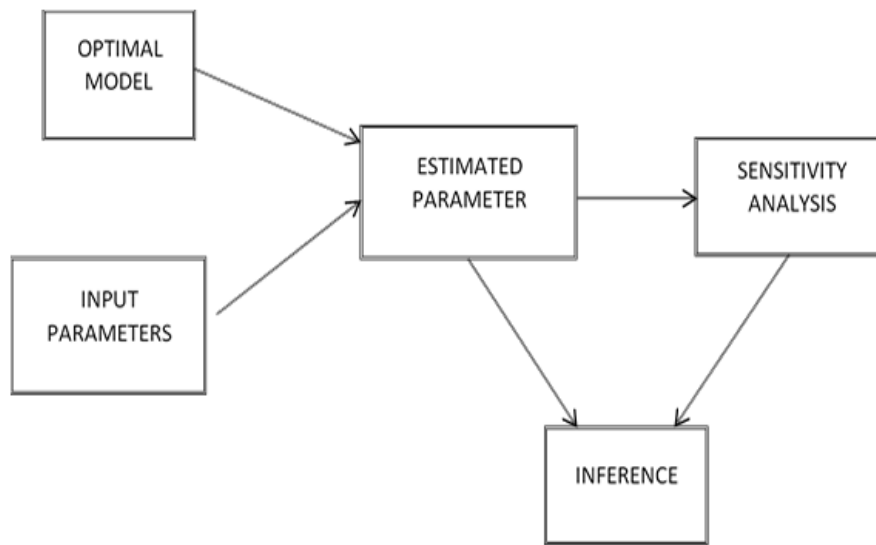 OPTIMAL
MODEL
ESTIMATED
PARAMETER
SENSITIVITY
ANALYSIS
INPUT
PARAMETERS
INFERENCE